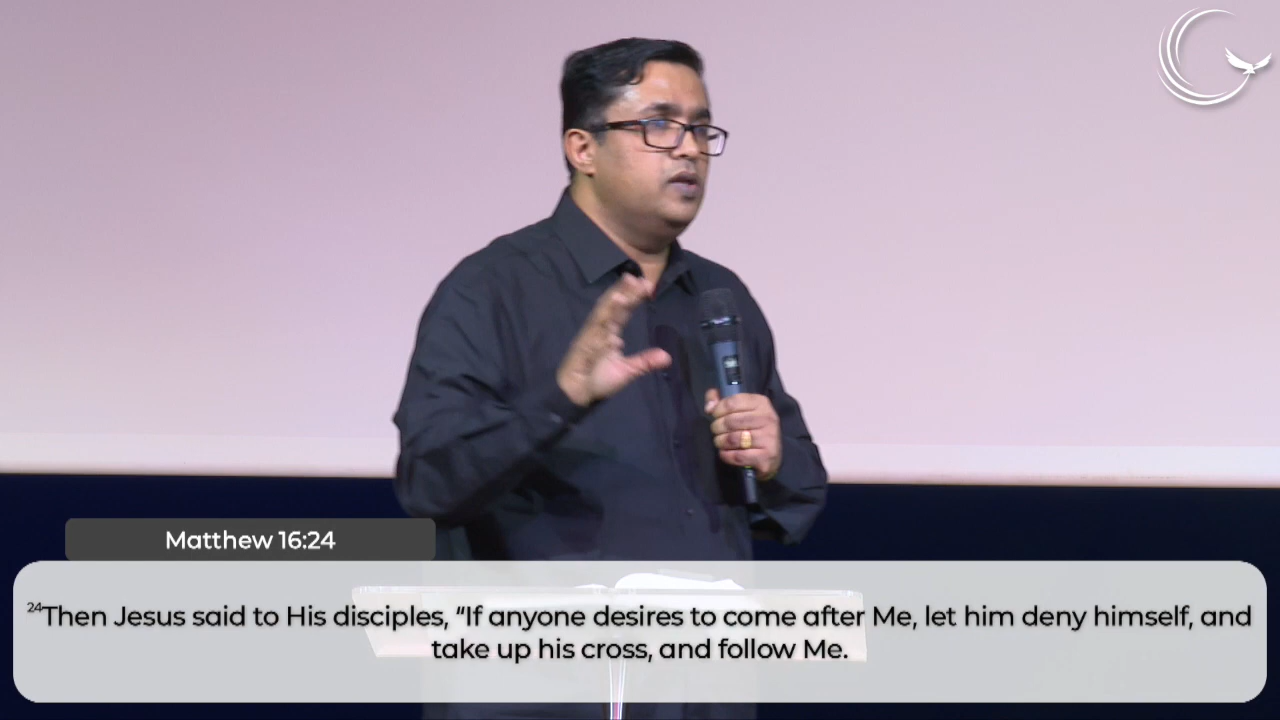 Matthew 16:24
24Then Jesus said to His disciples, “If anyone desires to come after Me, let him deny himself, and
take up his cross, and follow Me.